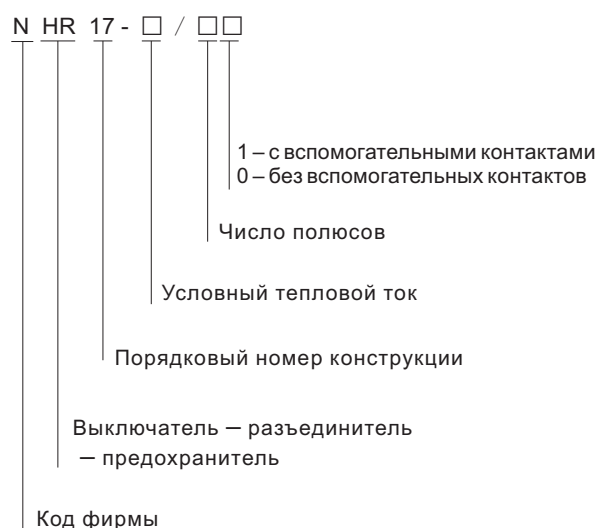 N HR 17 - □ / □□
1 – с вспомогательными контактами
0 – без вспомогательных контактов
Число полюсов
Условный тепловой ток
Порядковый номер конструкции
Выключатель – разъединитель
– предохранитель
Код фирмы